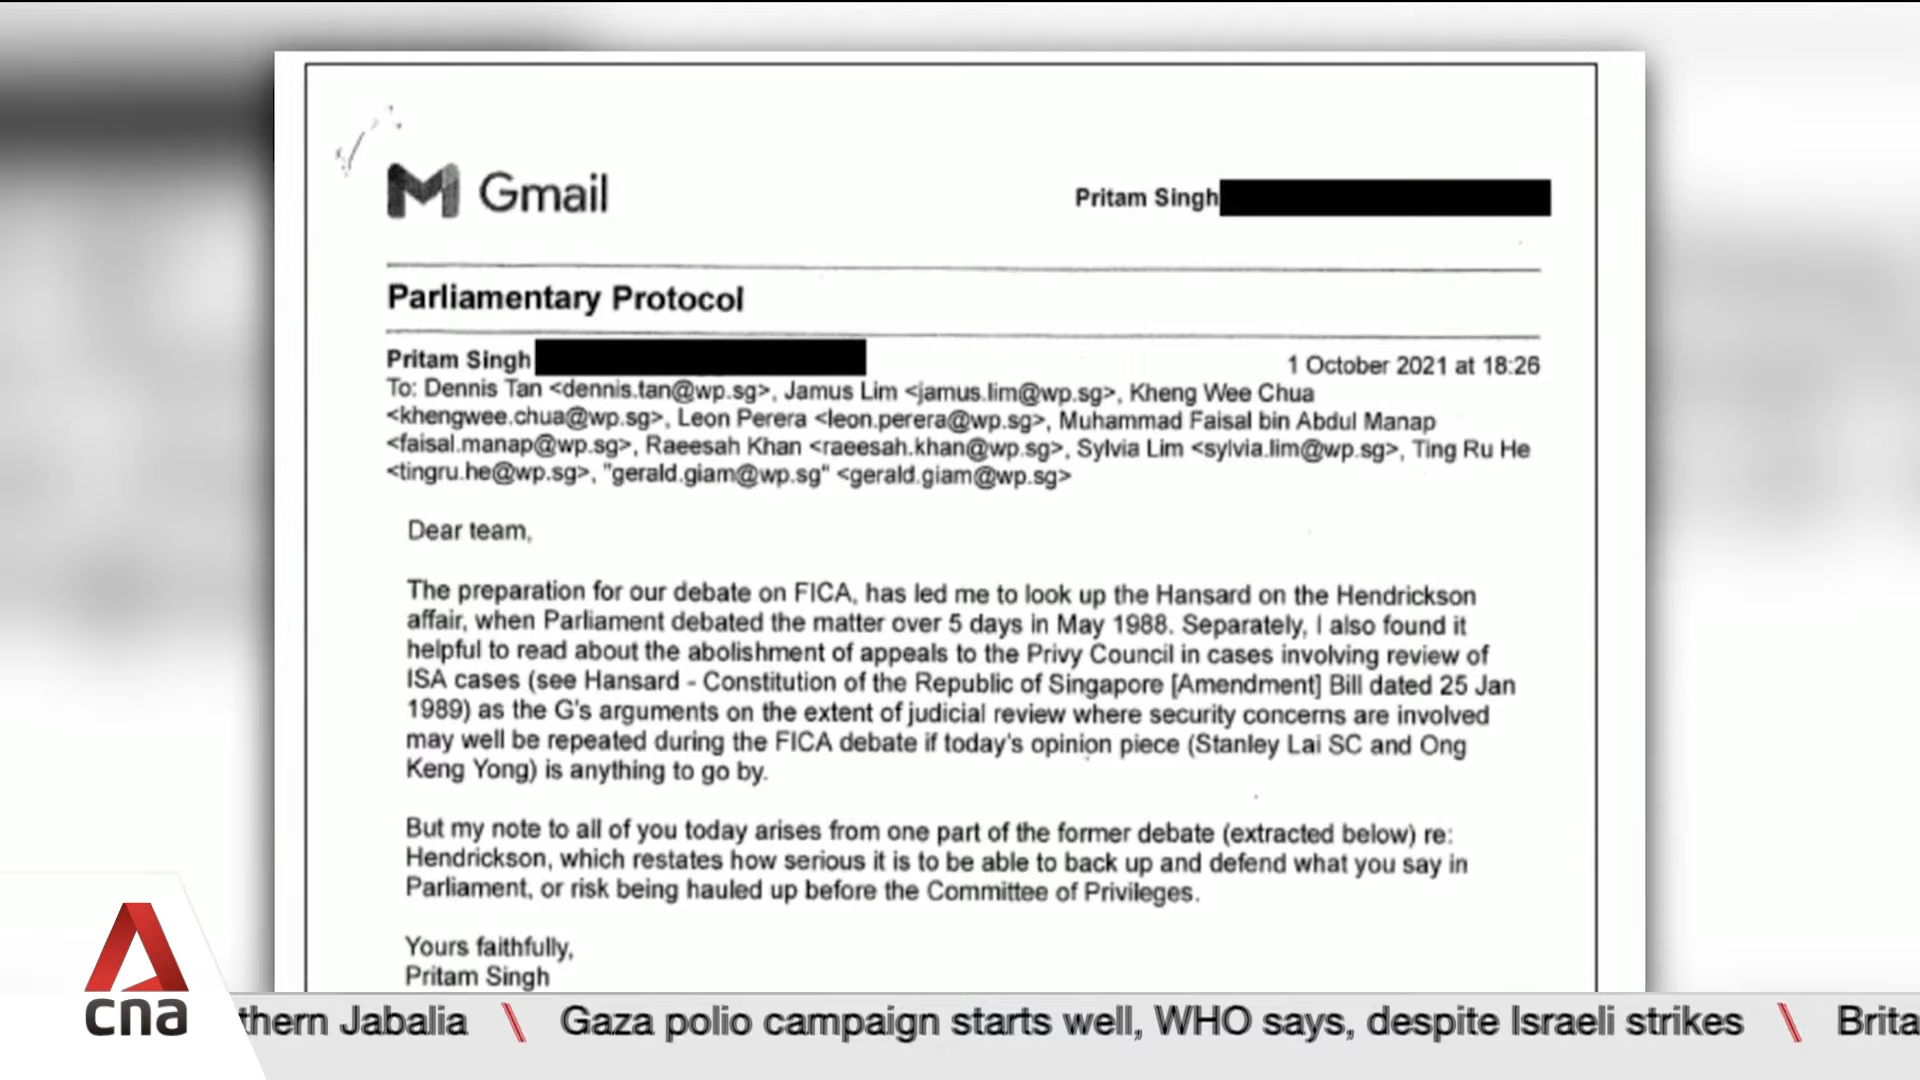 Gmail
Pritam Singh
Parliamentary Protocol
Pritam Singh
1 October 2021 at 18:26
To: Dennis Tan <dennis.tan@wp.sg>, Jamus Lim <jamus.lim@wp.sg>, Kheng Wee Chua
<khengwee.chua@wp.sg>, Leon Perera <leon.perera@wp.sg>, Muhammad Faisal bin Abdul Manap
<faisal.manap@wp.sg>, Raeesah Khan <raeesah.khan@wp.sg>, Sylvia Lim <sylvia.lim@wp.sg>, Ting Ru He
<tingru.he@wp.sg>, "gerald.giam@wp.sg" <gerald.giam@wp.sg>
Dear team,
The preparation for our debate on FICA, has led me to look up the Hansard on the Hendrickson
affair, when Parliament debated the matter over 5 days in May 1988. Separately, I also found it
helpful to read about the abolishment of appeals to the Privy Council in cases involving review of
ISA cases (see Hansard - Constitution of the Republic of Singapore [Amendment] Bill dated 25 Jan
1989) as the G's arguments on the extent of judicial review where security concerns are involved
may well be repeated during the FICA debate if today's opinion piece (Stanley Lai SC and Ong
Keng Yong) is anything to go by.
But my note to all of you today arises from one part of the former debate (extracted below) re:
Hendrickson, which restates how serious it is to be able to back up and defend what you say in
Parliament, or risk being hauled up before the Committee of Privileges.
Yours faithfully,
Pritam Singh
cna
thern Jabalia \ Gaza polio campaign starts well, WHO says, despite Israeli strikes \ Brita